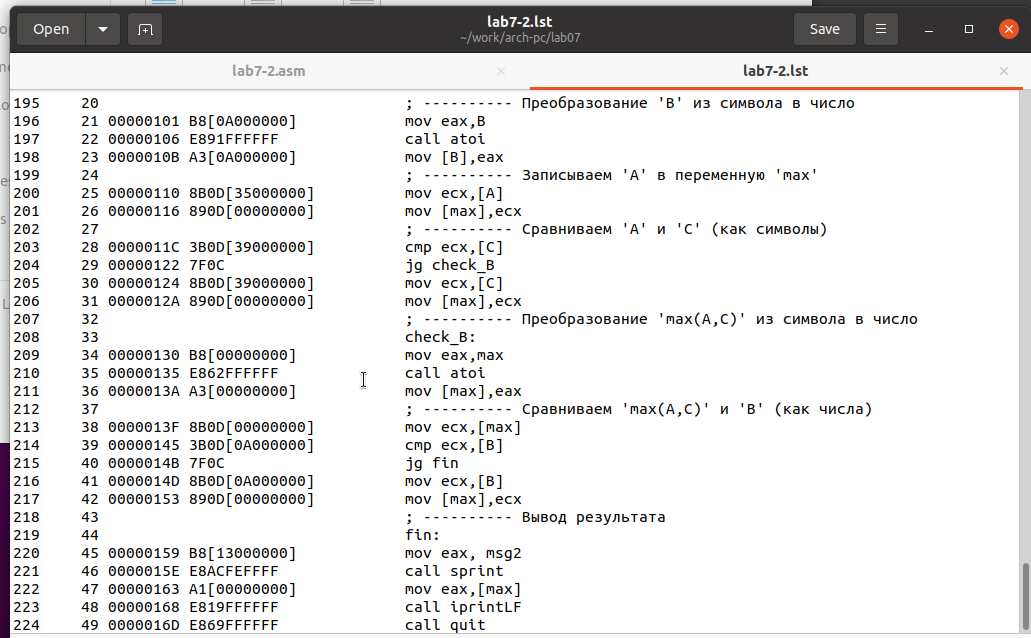 lab7-2.lst
Open
~/work/arch-pc/lab07
Save
lab7-2.asm
lab7-2.lst
195 20 ; ---------- Преобразование 'B' из символа в число
196 21 00000101 B8[0A000000] mov eax,B
197 22 00000106 E891FFFFFF call atoi
198 23 0000010B A3[0A000000] mov [B],eax
199 24 ; ---------- Записываем 'A' в переменную 'max'
200 25 00000110 8B0D[35000000] mov ecx,[A]
201 26 00000116 890D[00000000] mov [max],ecx
202 27 ; ---------- Сравниваем 'A' и 'С' (как символы)
203 28 0000011C 3B0D[39000000] cmp ecx,[C]
204 29 00000122 7F0C jg check_B
205 30 00000124 8B0D[39000000] mov ecx,[C]
206 31 0000012A 890D[00000000] mov [max],ecx
207 32 ; ---------- Преобразование 'max(A,C)' из символа в число
208 33 check_B:
209 34 00000130 B8[00000000] mov eax,max
210 35 00000135 E862FFFFFF call atoi
211 36 0000013A A3[00000000] mov [max],eax
212 37 ; ---------- Сравниваем 'max(A,C)' и 'B' (как числа)
213 38 0000013F 8B0D[00000000] mov ecx,[max]
214 39 00000145 3B0D[0A000000] cmp ecx,[B]
215 40 0000014B 7F0C jg fin
216 41 0000014D 8B0D[0A000000] mov ecx,[B]
217 42 00000153 890D[00000000] mov [max],ecx
218 43 ; ---------- Вывод результата
219 44 fin:
220 45 00000159 B8[13000000] mov eax, msg2
221 46 0000015E E8ACFEFFFF call sprint
222 47 00000163 A1[00000000] mov eax,[max]
223 48 00000168 E819FFFFFF call iprintLF
224 49 0000016D E869FFFFFF call quit